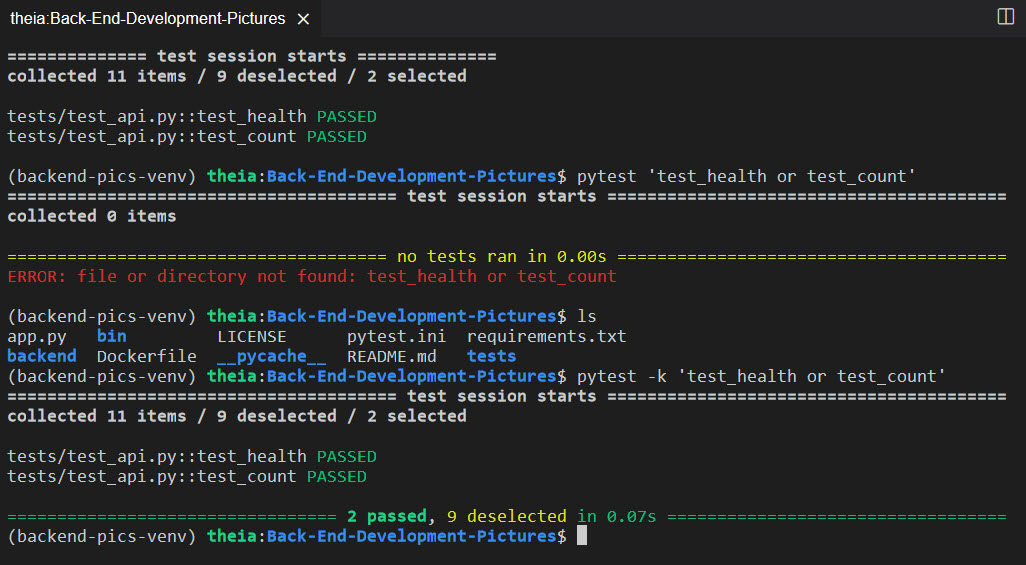 theia:Back-End-Development-Pictures ×
============== test session starts ==============
collected 11 items / 9 deselected / 2 selected
tests/test_api.py::test_health PASSED
tests/test_api.py::test_count PASSED
(backend-pics-venv) theia:Back-End-Development-Pictures$ pytest 'test_health or test_count'
======================================= test session starts ========================================
collected 0 items
====================================== no tests ran in 0.00s =======================================
ERROR: file or directory not found: test_health or test_count
(backend-pics-venv) theia:Back-End-Development-Pictures$ ls
app.py   bin         LICENSE      pytest.ini  requirements.txt
backend  Dockerfile  __pycache__  README.md   tests
(backend-pics-venv) theia:Back-End-Development-Pictures$ pytest -k 'test_health or test_count'
======================================= test session starts ========================================
collected 11 items / 9 deselected / 2 selected
tests/test_api.py::test_health PASSED
tests/test_api.py::test_count PASSED
================================= 2 passed, 9 deselected in 0.07s ==================================
(backend-pics-venv) theia:Back-End-Development-Pictures$